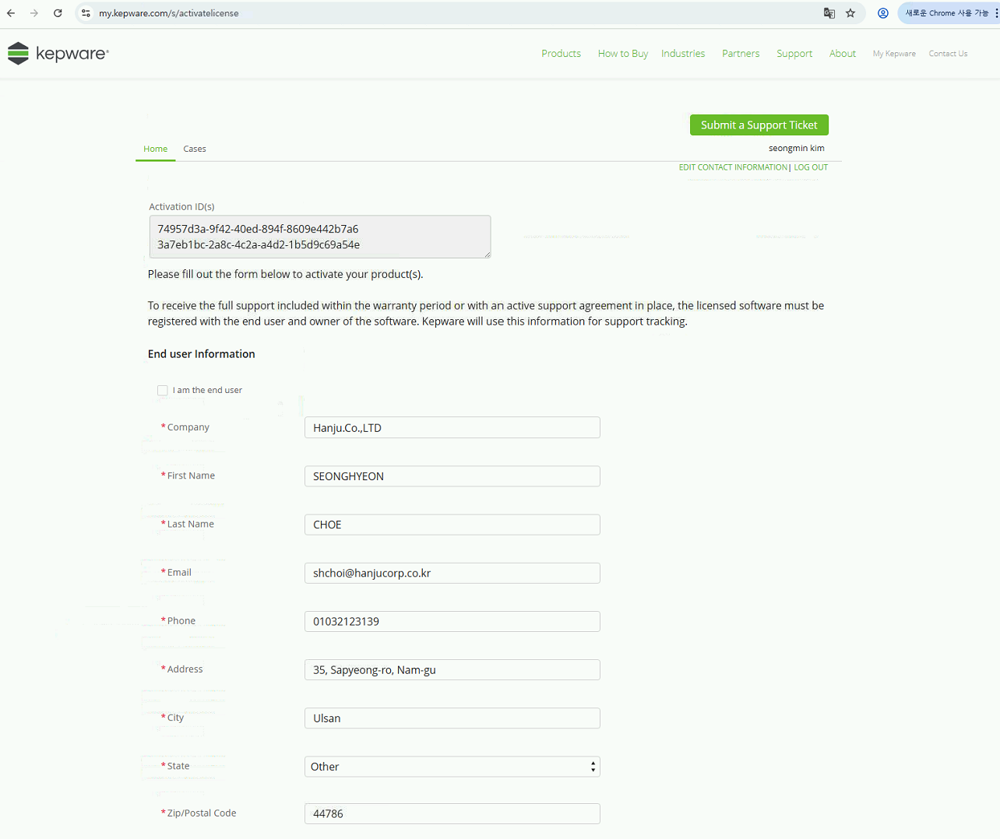 my.kepware.com/s/activatelicense
새로운 Chrome 사용 가능
kepware®
Products How to Buy Industries Partners Support About My Kepware Contact Us
Submit a Support Ticket
Home Cases
seongmin kim
EDIT CONTACT INFORMATION| LOG OUT
Activation ID(s)
74957d3a-9f42-40ed-894f-8609e442b7a6
3a7eb1bc-2a8c-4c2a-a4d2-1b5d9c69a54e
Please fill out the form below to activate your product(s).
To receive the full support included within the warranty period or with an active support agreement in place, the licensed software must be
registered with the end user and owner of the software. Kepware will use this information for support tracking.
End user Information
I am the end user
*Company Hanju.Co.,LTD
*First Name SEONGHYEON
*Last Name CHOE
*Email shchoi@hanjucorp.co.kr
*Phone 01032123139
*Address 35, Sapyeong-ro, Nam-gu
*City Ulsan
*State Other
*Zip/Postal Code 44786